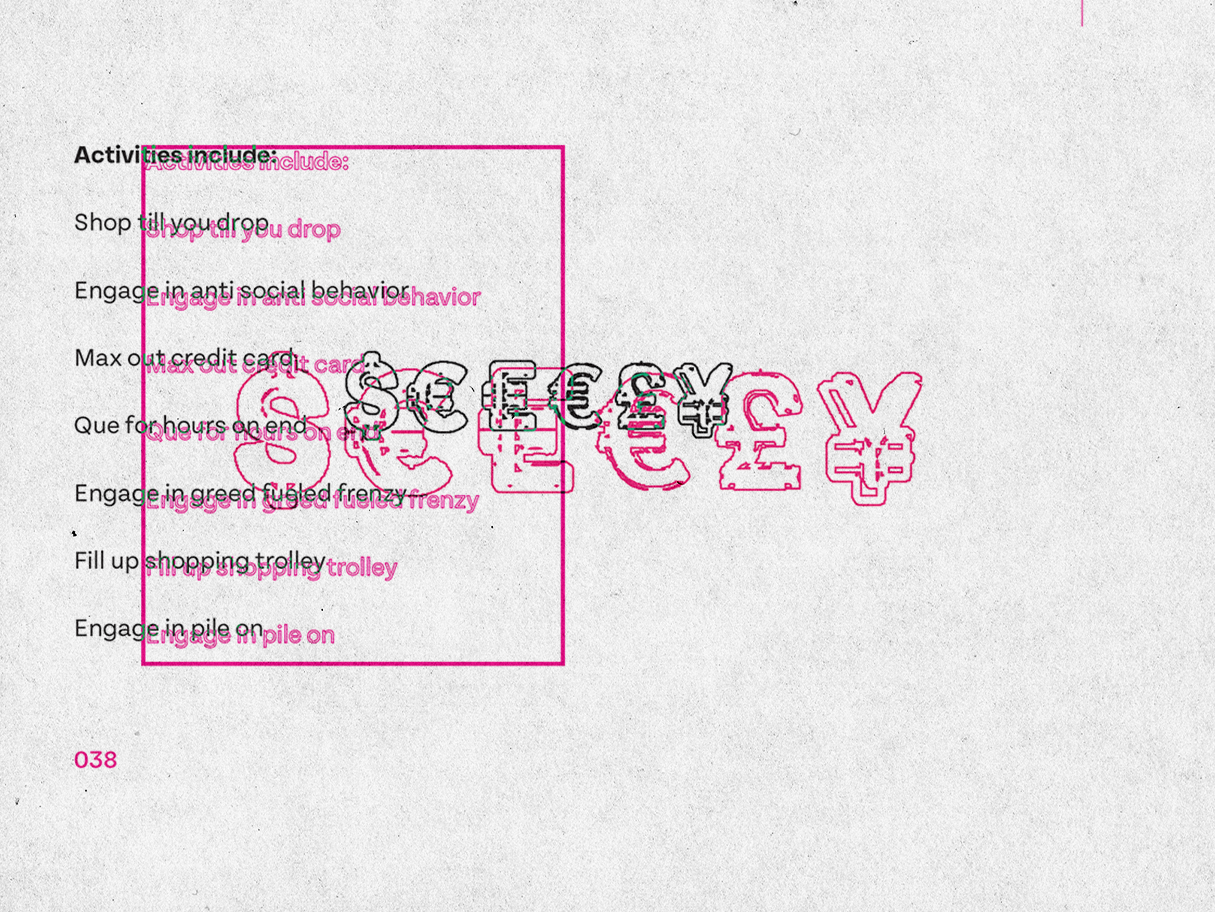 Activities include:
Activities include:
Shop till you drop
Shop till you drop
Engage in anti social behavior
Engage in anti social behavior
Max out credit card
Max out credit card
$€E€£¥
$€E€£¥
Que for hours on end
Que for hours on end
Engage in greed fueled frenzy
Engage in greed fueled frenzy
Fill up shopping trolley
Fill up shopping trolley
Engage in pile on
Engage in pile on
038